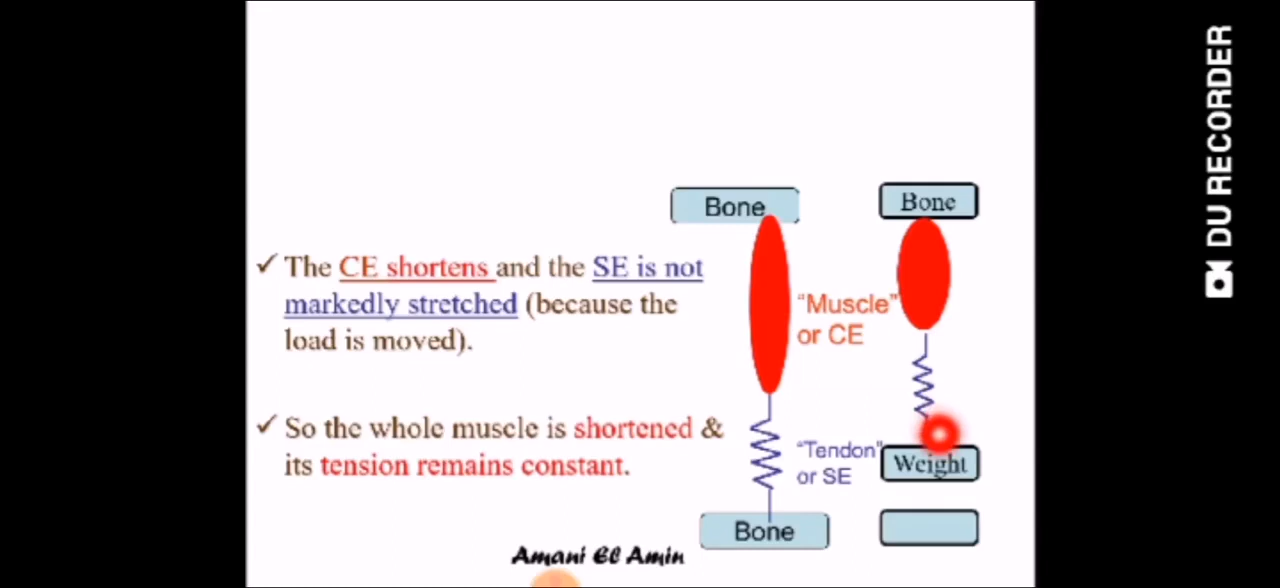 Bone
Bone
✓ The CE shortens and the SE is not
markedly stretched (because the
load is moved).
"Muscle"
or CE
✓ So the whole muscle is shortened &
its tension remains constant.
"Tendon"
or SE
Weight
Bone
Amani El Amin
DU RECORDER